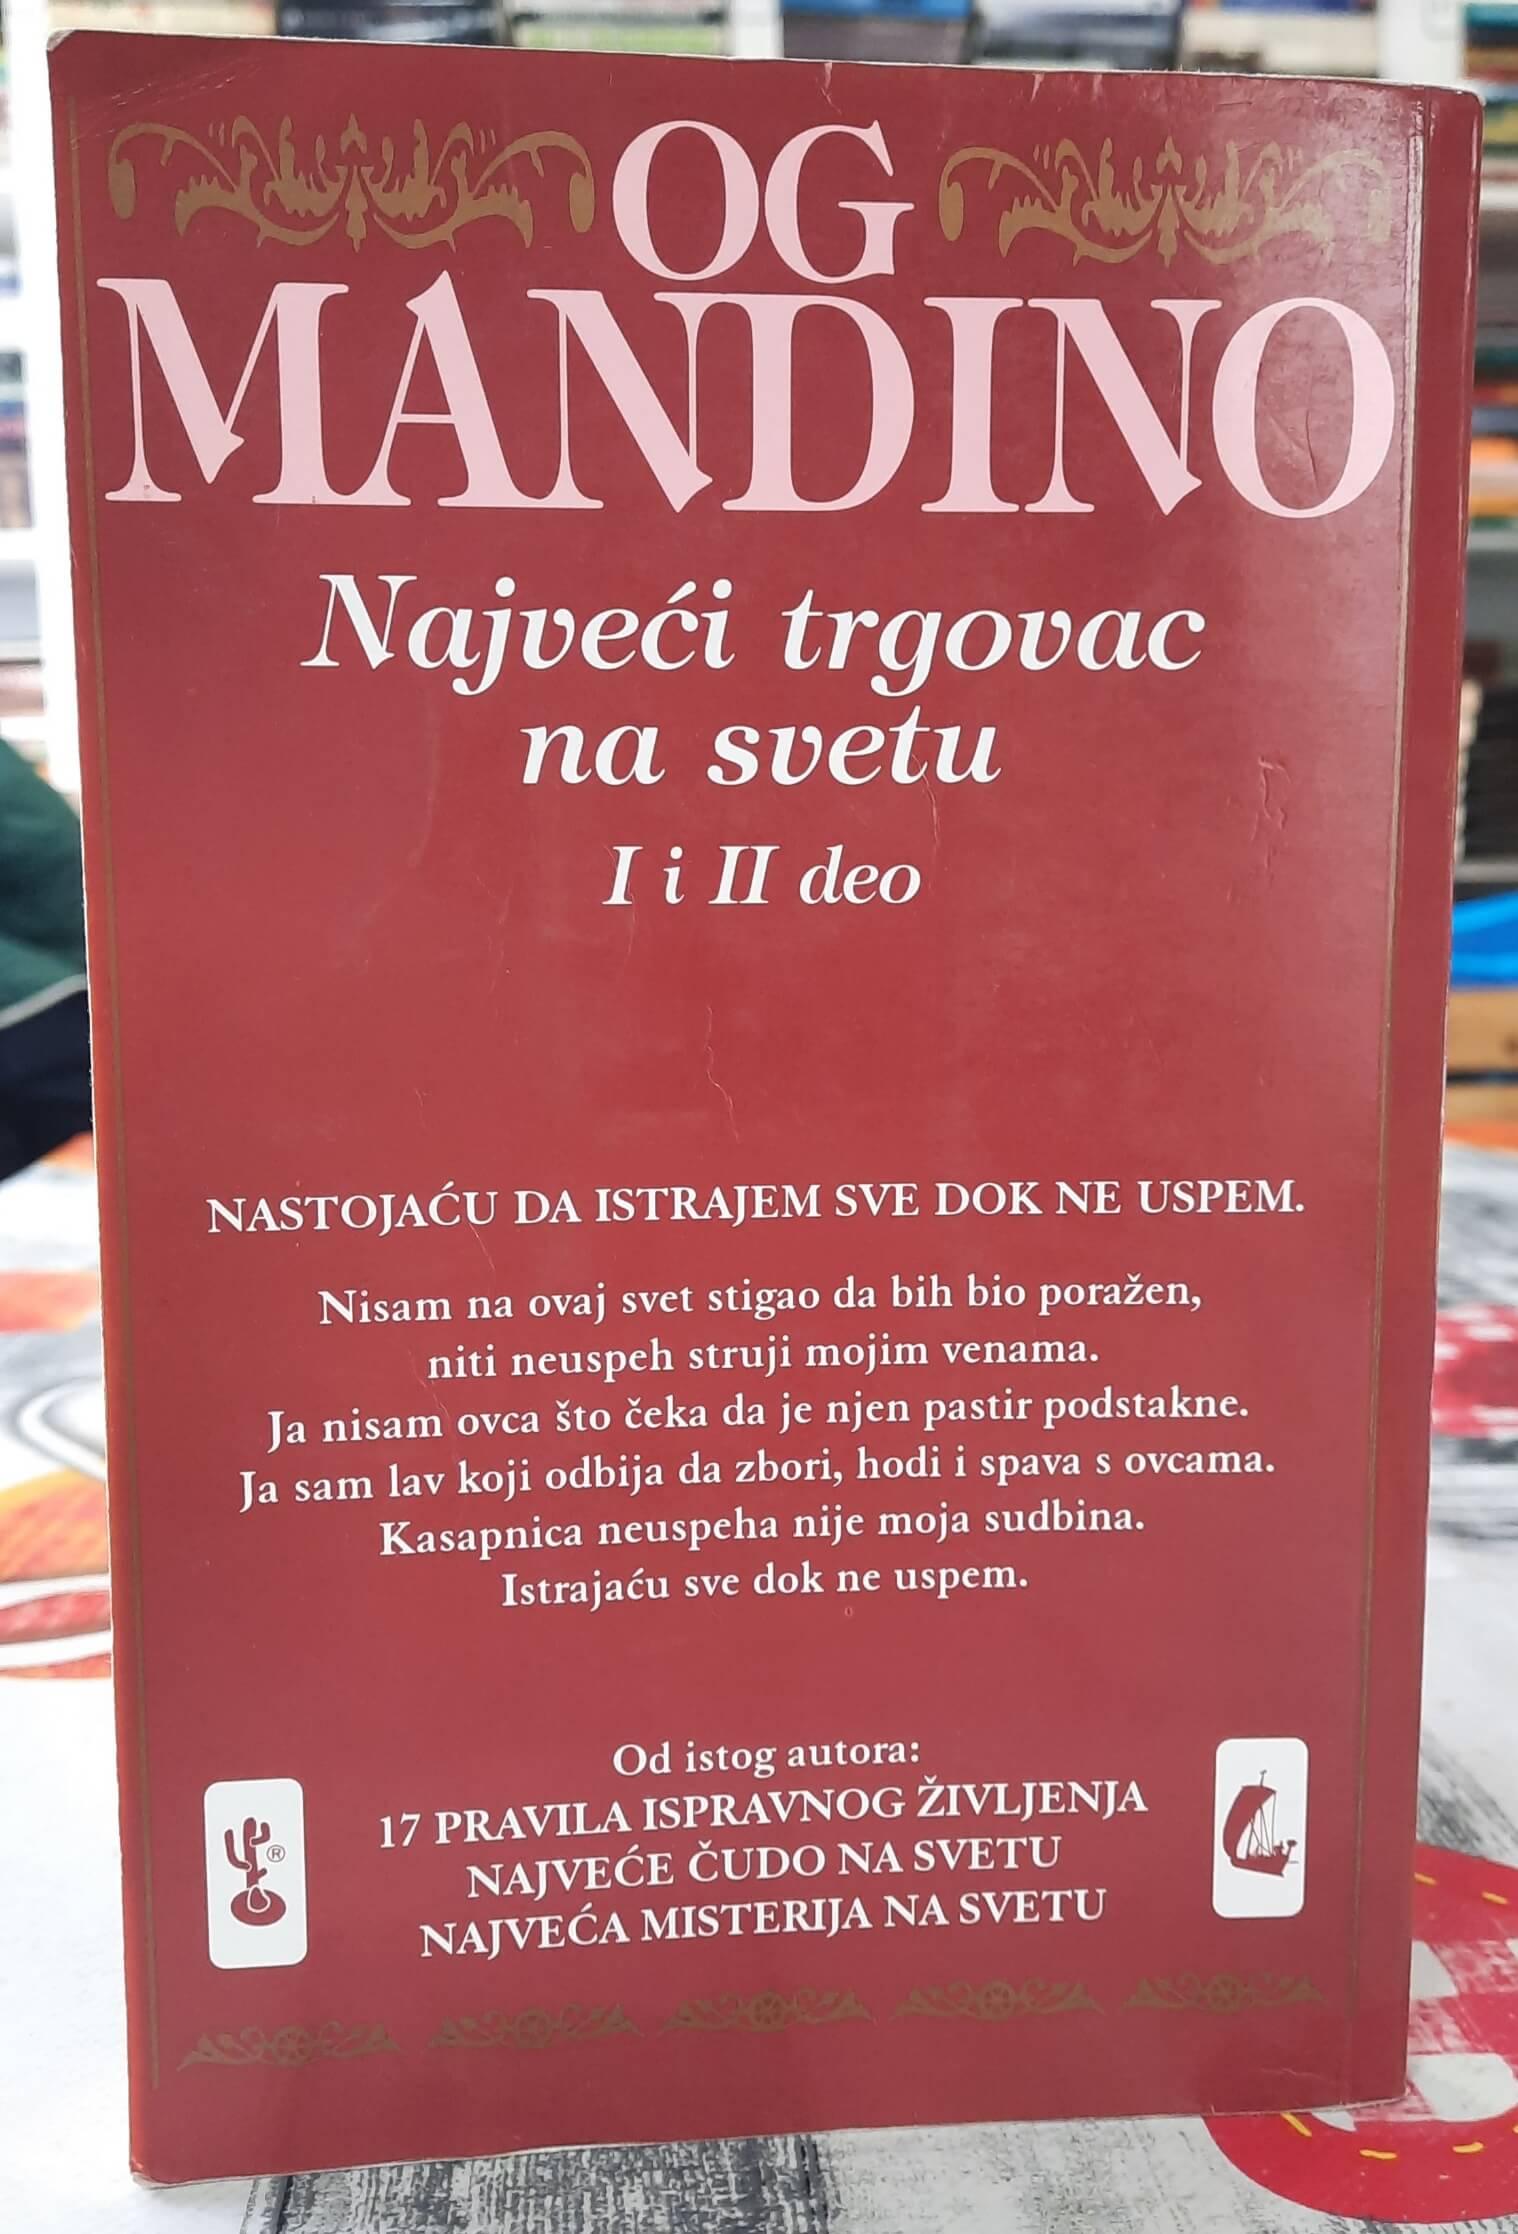 OG
MANDINO
Najveći trgovac
na svetu
I i II deo
NASTOJAĆU DA ISTRAJEM SVE DOK NE USPEM.
Nisam na ovaj svet stigao da bih bio poražen,
niti neuspeh struji mojim venama.
Ja nisam ovca što čeka da je njen pastir podstakne.
Ja sam lav koji odbija da zbori, hodi i spava s ovcama.
Kasapnica neuspeha nije moja sudbina.
Istrajaću sve dok ne uspem.
Od istog autora:
17 PRAVILA ISPRAVNOG ŽIVLJENJA
NAJVEĆE ČUDO NA SVETU
NAJVEĆA MISTERIJA NA SVETU
®